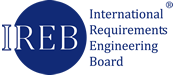 IREB International ®
Requirements
Engineering
Board